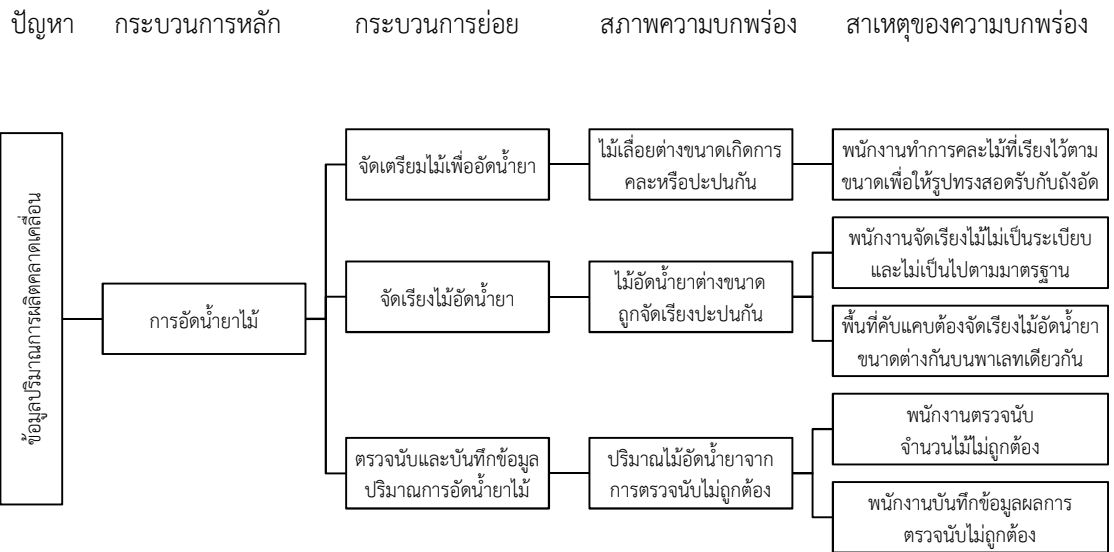 ปัญหา กระบวนการหลัก กระบวนการย่อย สภาพความบกพร่อง สาเหตุของความบกพร่อง
ข้อมูลปริมาณการผลิตคลาดเคลื่อน
การอัดน้ำยาไม้
จัดเตรียมไม้เพื่ออัดน้ำยา
ไม้เลื่อยต่างขนาดเกิดการ
คละหรือปะปนกัน
พนักงานทำการคละไม้ที่เรียงไว้ตาม
ขนาดเพื่อให้รูปทรงสอดรับกับถังอัด
จัดเรียงไม้อัดน้ำยา
ไม้อัดน้ำยาต่างขนาด
ถูกจัดเรียงปะปนกัน
พนักงานจัดเรียงไม้ไม่เป็นระเบียบ
และไม่เป็นไปตามมาตรฐาน
พื้นที่คับแคบต้องจัดเรียงไม้อัดน้ำยา
ขนาดต่างกันบนพาเลทเดียวกัน
ตรวจนับและบันทึกข้อมูล
ปริมาณการอัดน้ำยาไม้
ปริมาณไม้อัดน้ำยาจาก
การตรวจนับไม่ถูกต้อง
พนักงานตรวจนับ
จำนวนไม้ไม่ถูกต้อง
พนักงานบันทึกข้อมูลผลการ
ตรวจนับไม่ถูกต้อง